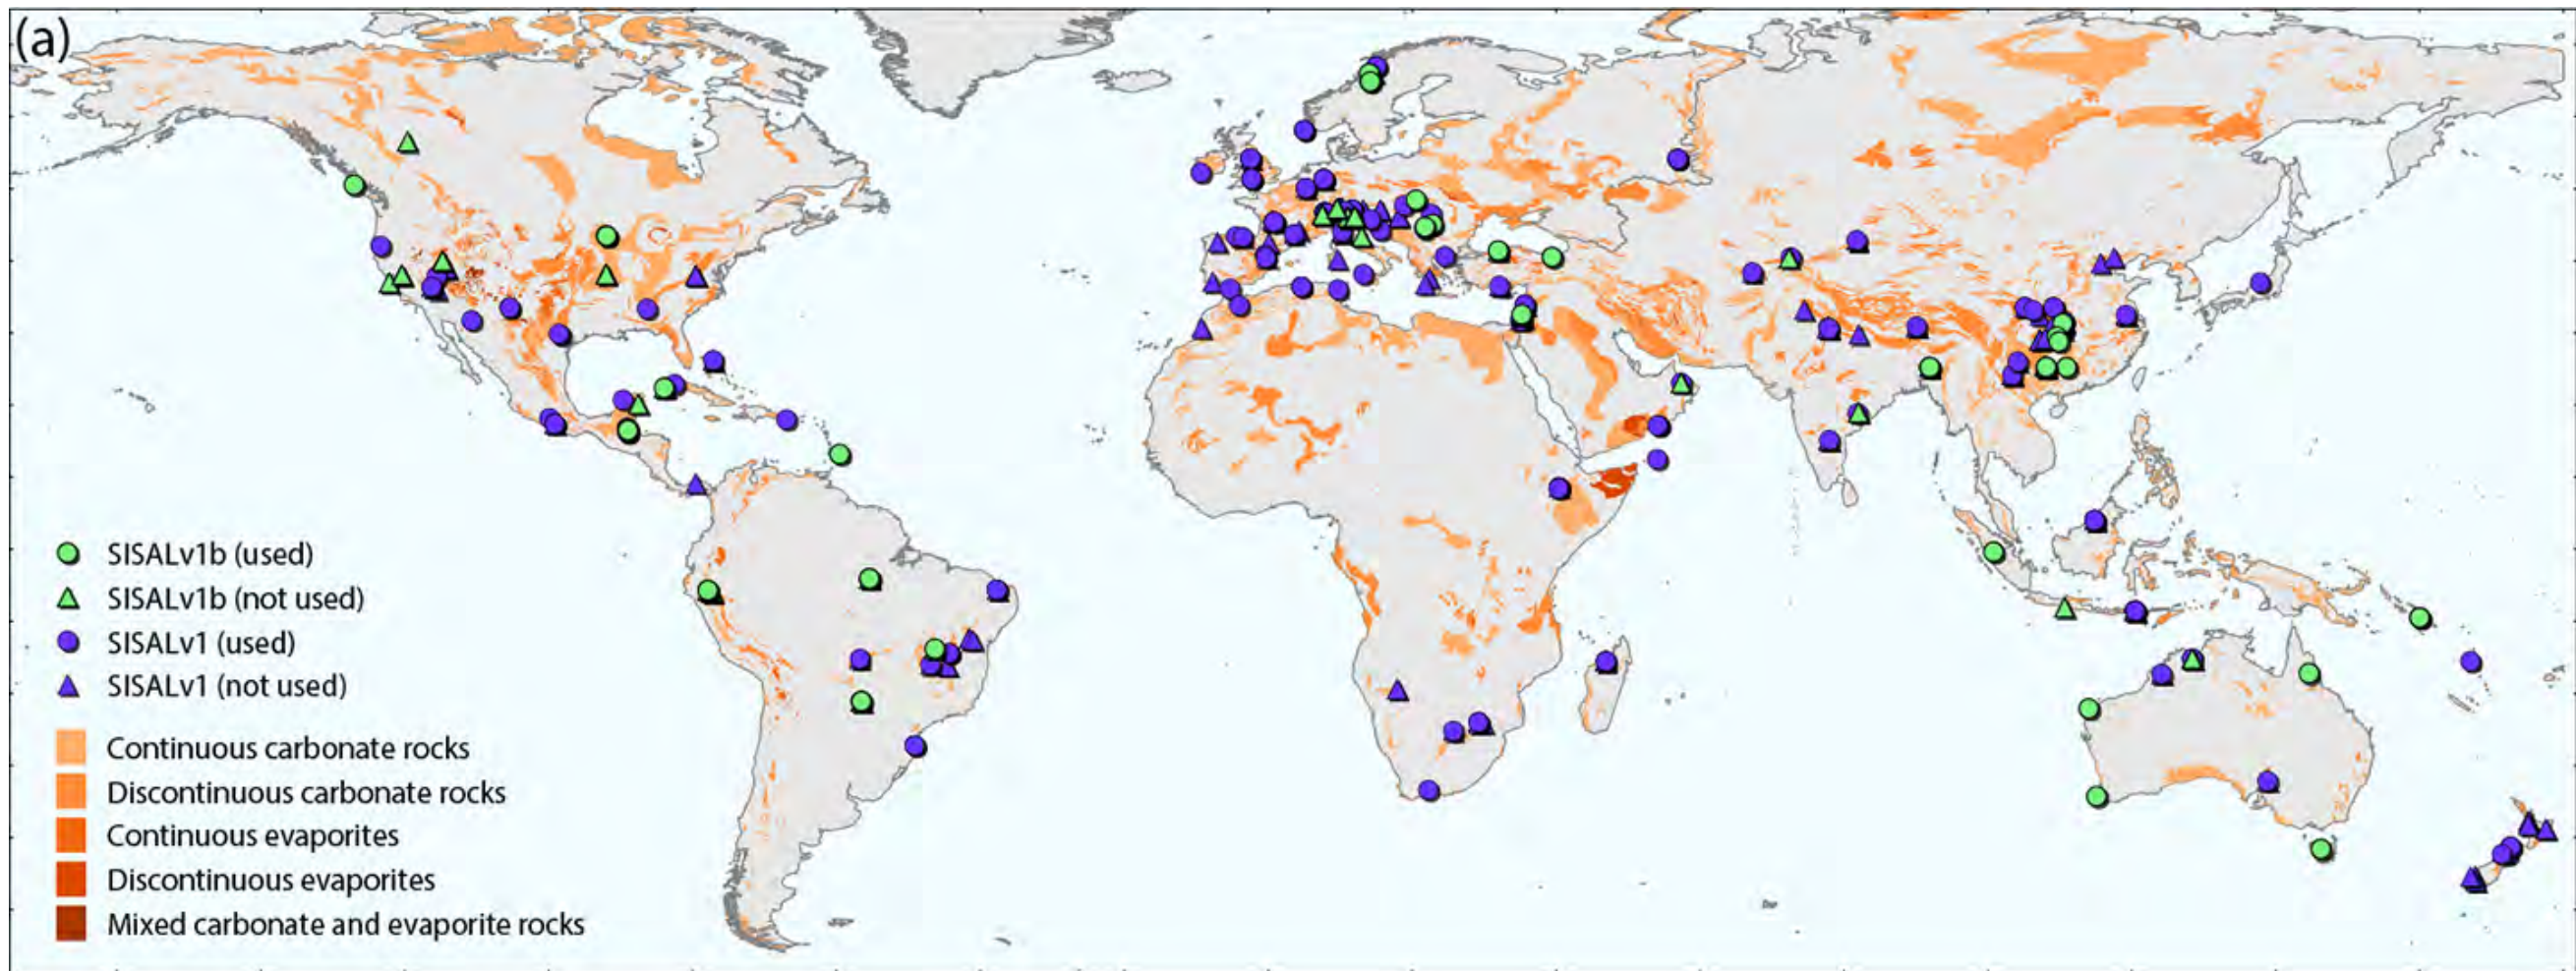 (a)
SISALv1b (used)
SISALv1b (not used)
SISALv1 (used)
SISALv1 (not used)
Continuous carbonate rocks
Discontinuous carbonate rocks
Continuous evaporites
Discontinuous evaporites
Mixed carbonate and evaporite rocks